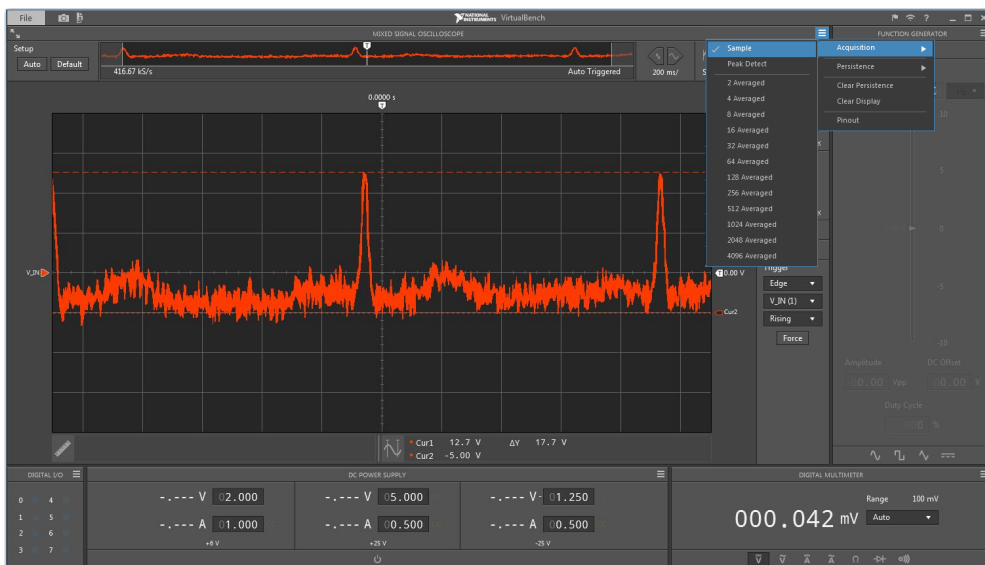 File
NATIONAL INSTRUMENTS VirtualBench
?
MIXED SIGNAL OSCILLOSCOPE
FUNCTION GENERATOR
Setup
Auto Default
416.67 kS/s
Auto Triggered
200 ms/
T
0.0000 s
T
V_IN
T 0.00 V
Cur2
Sample
Peak Detect
2 Averaged
4 Averaged
8 Averaged
16 Averaged
32 Averaged
64 Averaged
128 Averaged
256 Averaged
512 Averaged
1024 Averaged
2048 Averaged
4096 Averaged
Acquisition
Persistence
Clear Persistence
Clear Display
Pinout
Trigger
Edge
V_IN (1)
Rising
Force
10
5
0
-5
-10
Amplitude DC Offset
00.00 Vpp 00.00 V
Duty Cycle
%
Cur1 12.7 V ΔY 17.7 V
Cur2 -5.00 V
DIGITAL I/O
0 4
1 5
2 6
3 7
DC POWER SUPPLY
-.--- V 02.000
-.--- A 01.000
+6 V
-.--- V 05.000
-.--- A 00.500
+25 V
-.--- V -01.250
-.--- A 00.500
-25 V
DIGITAL MULTIMETER
Range 100 mV
000.042 mV Auto
V V A A Ω